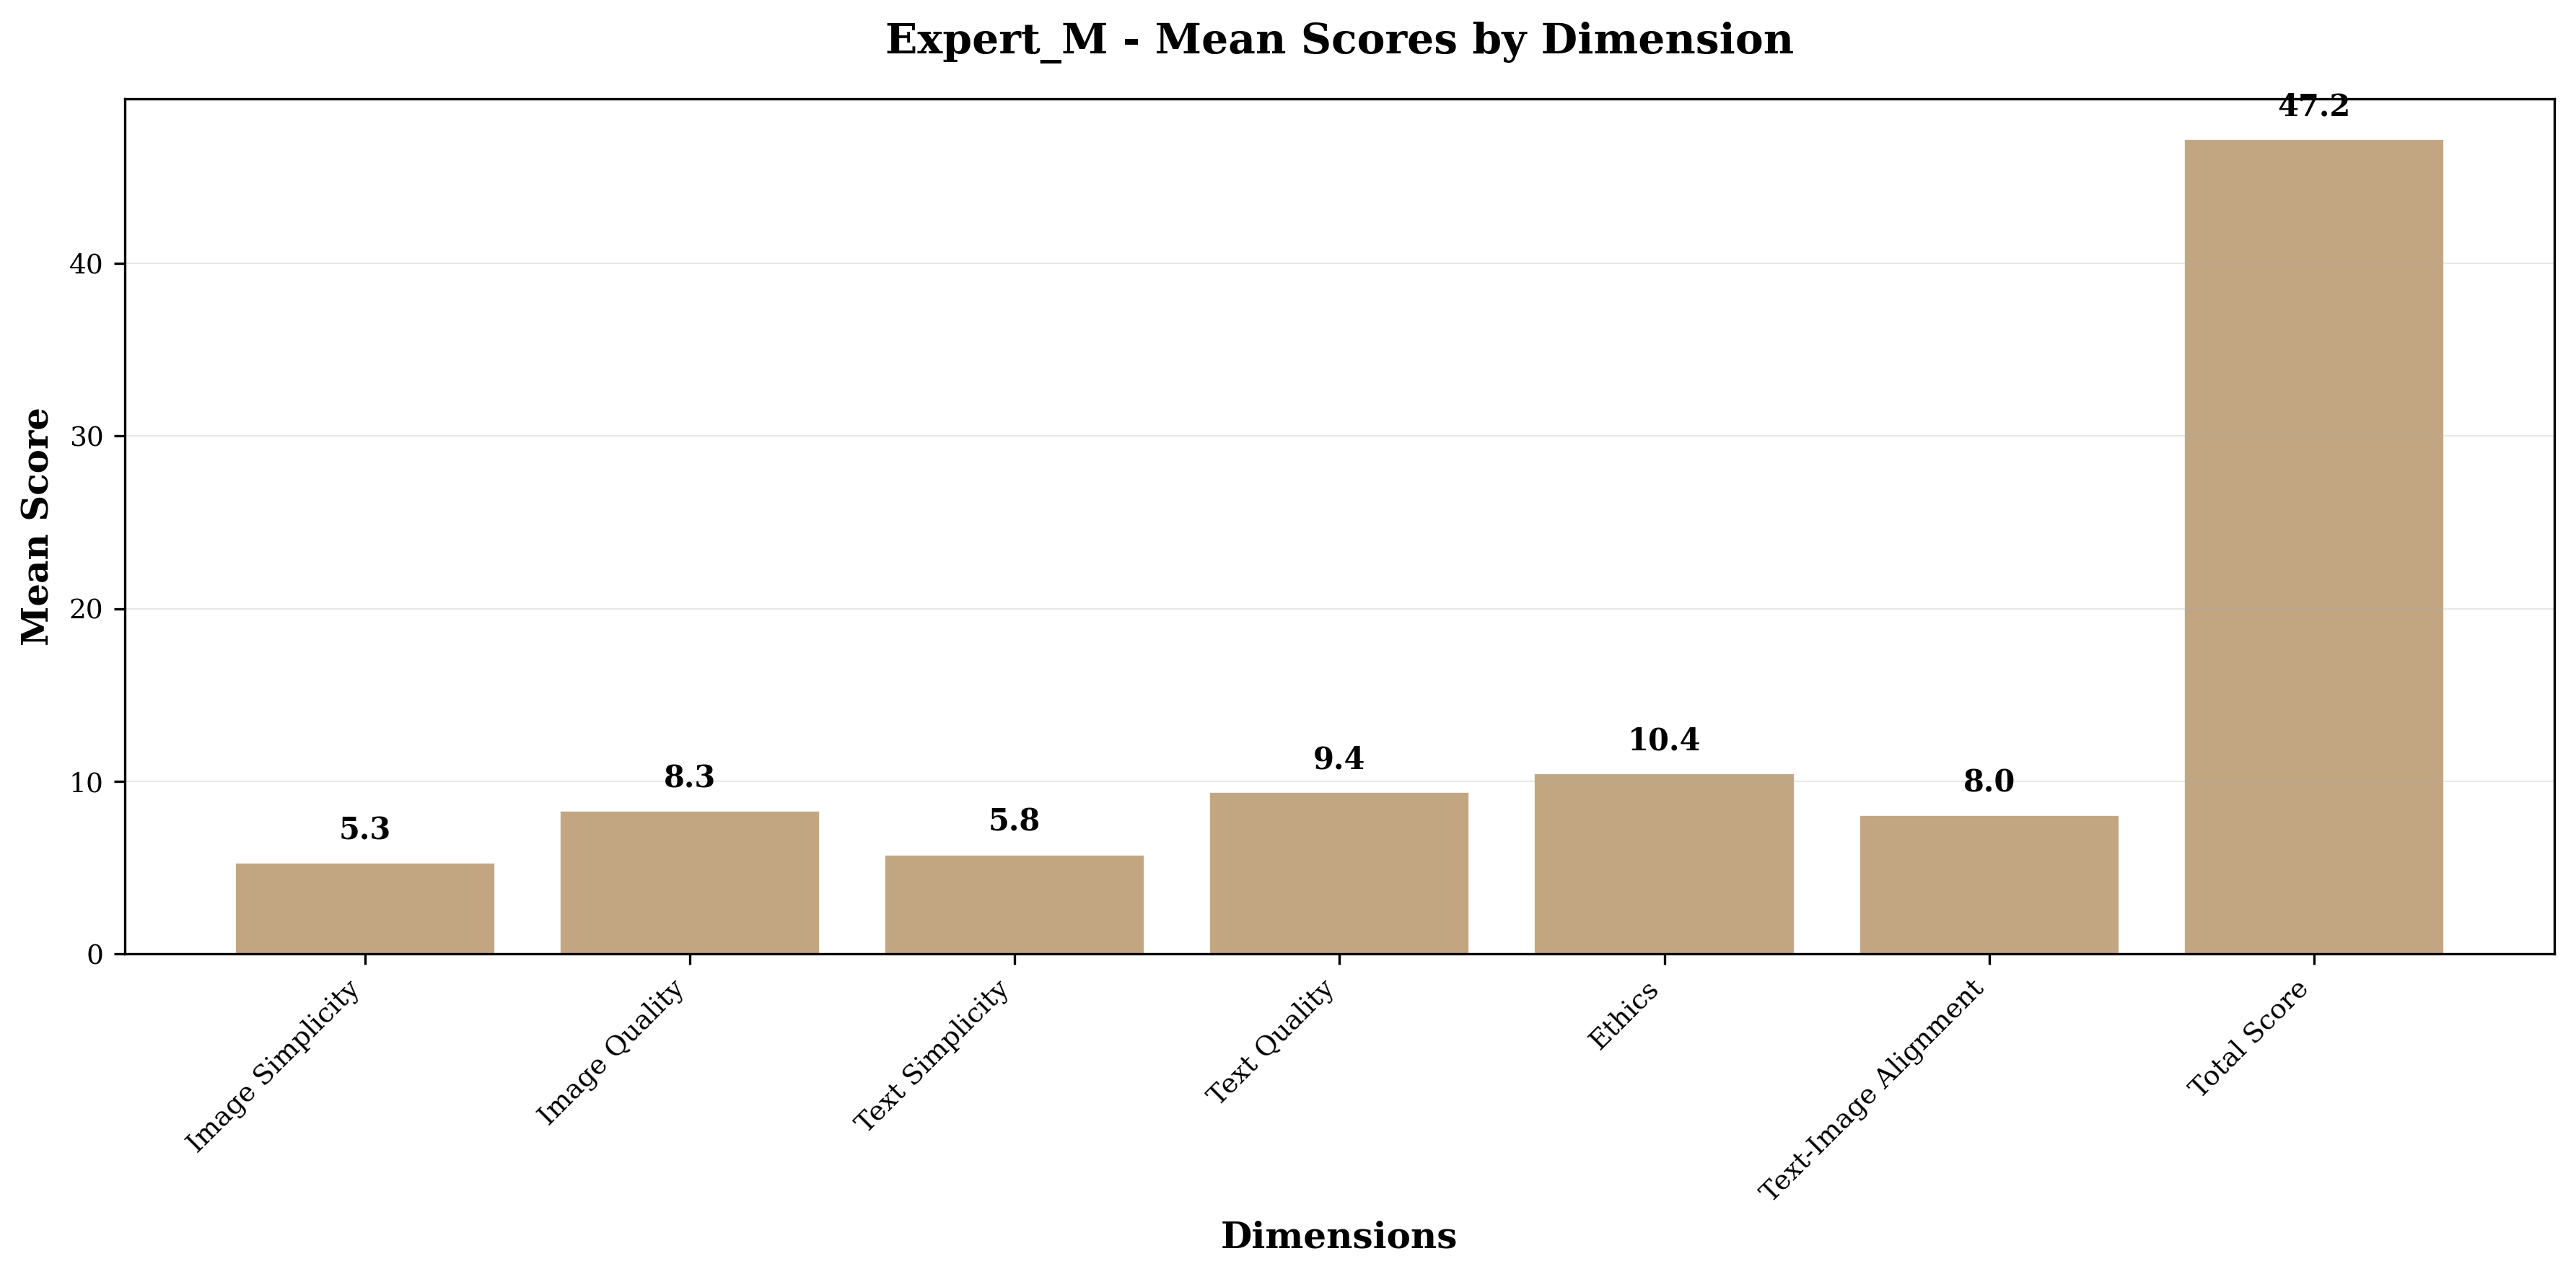 Expert_M - Mean Scores by Dimension
47.2
40
30
20
10
0
Mean Score
5.3
8.3
5.8
9.4
10.4
8.0
Image Simplicity
Image Quality
Text Simplicity
Text Quality
Ethics
Text-Image Alignment
Total Score
Dimensions